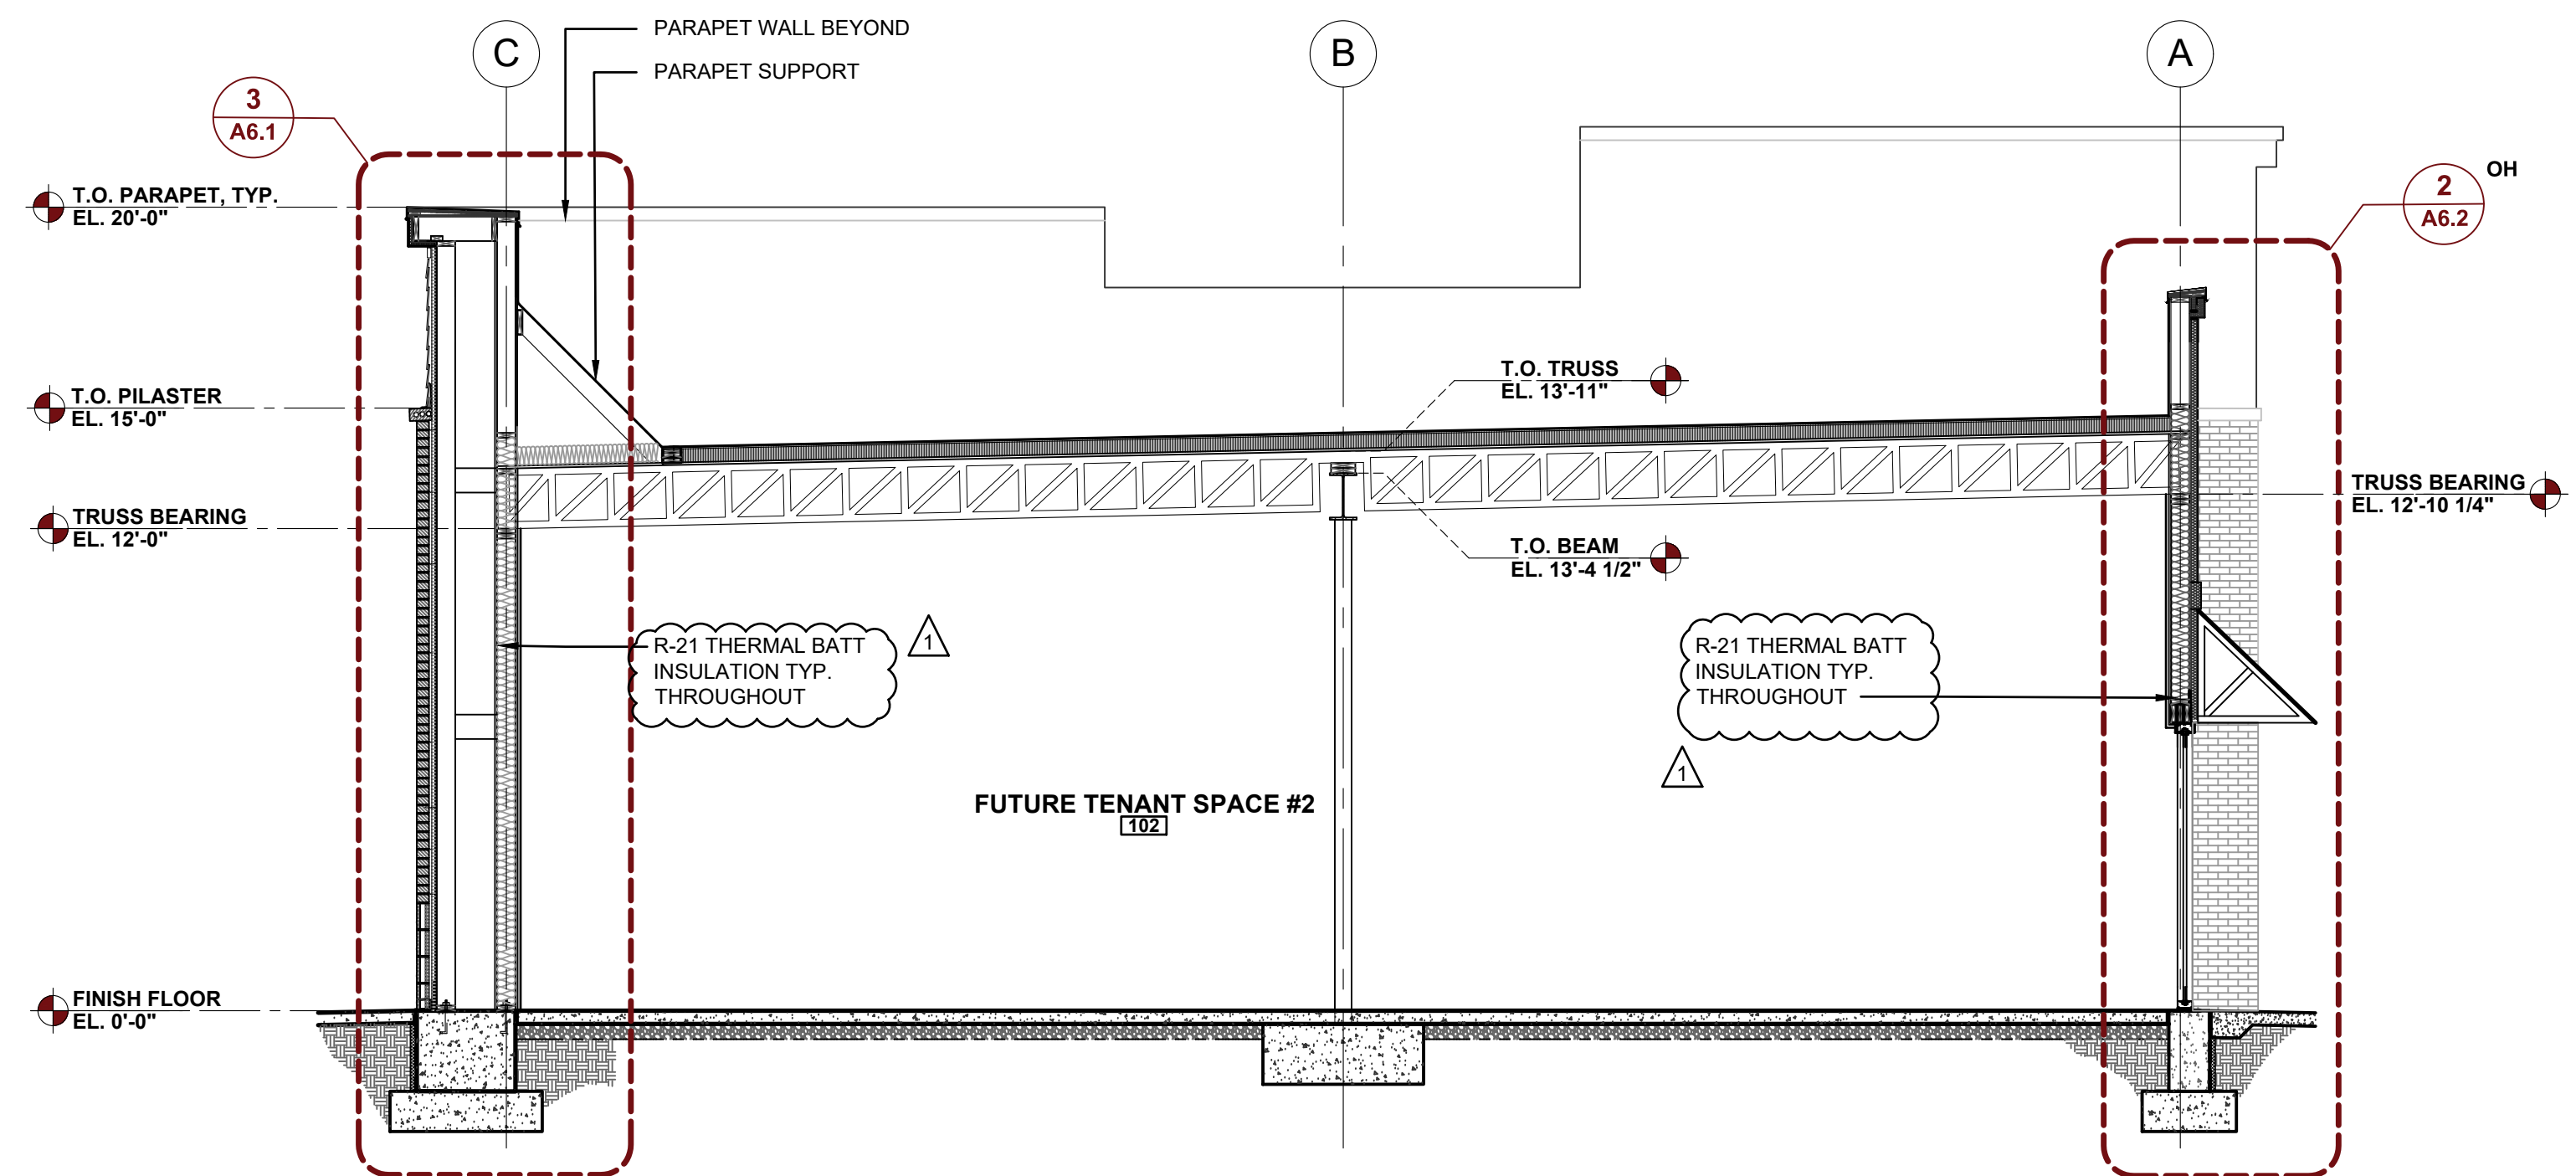 PARAPET WALL BEYOND
PARAPET SUPPORT
C
B
A
3
A6.1
2
A6.2
OH
T.O. PARAPET, TYP.
EL. 20'-0"
T.O. PILASTER
EL. 15'-0"
T.O. TRUSS
EL. 13'-11"
TRUSS BEARING
EL. 12'-0"
TRUSS BEARING
EL. 12'-10 1/4"
T.O. BEAM
EL. 13'-4 1/2"
R-21 THERMAL BATT
INSULATION TYP.
THROUGHOUT
1
R-21 THERMAL BATT
INSULATION TYP.
THROUGHOUT
1
FUTURE TENANT SPACE #2
102
FINISH FLOOR
EL. 0'-0"